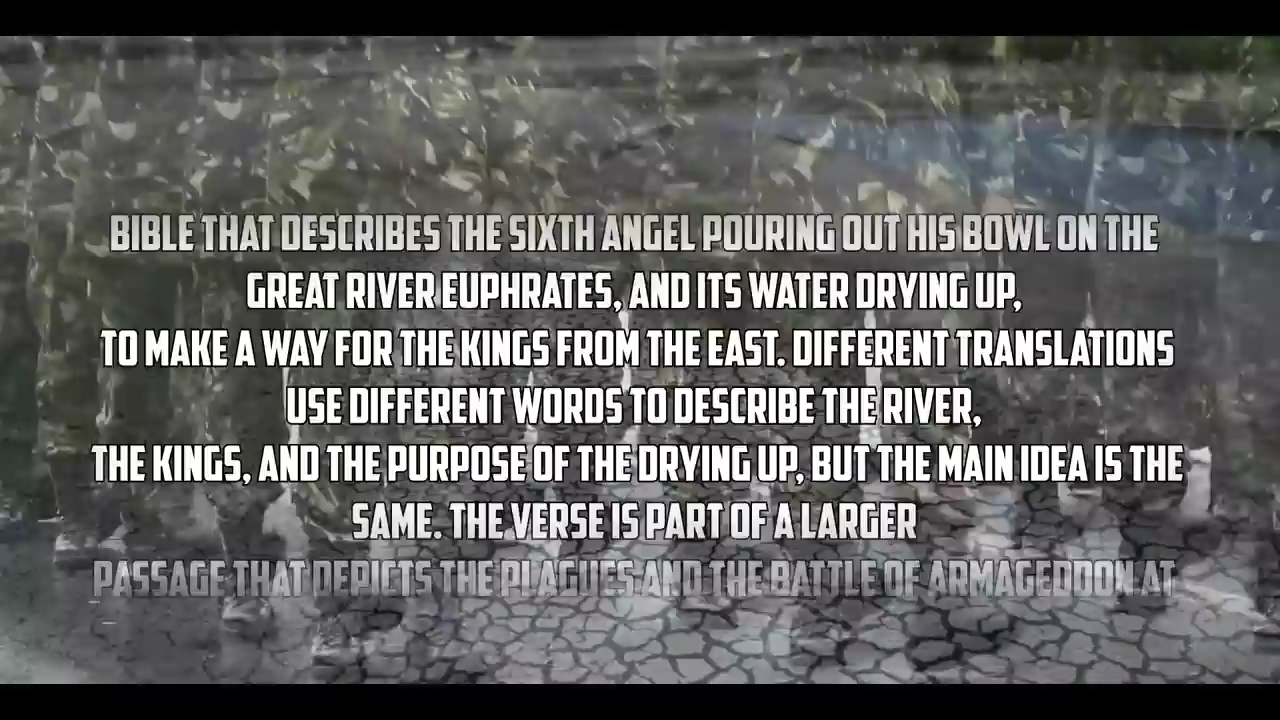 BIBLE THAT DESCRIBES THE SIXTH ANGEL POURING OUT HIS BOWL ON THE
GREAT RIVER EUPHRATES, AND ITS WATER DRYING UP,
TO MAKE A WAY FOR THE KINGS FROM THE EAST. DIFFERENT TRANSLATIONS
USE DIFFERENT WORDS TO DESCRIBE THE RIVER,
THE KINGS, AND THE PURPOSE OF THE DRYING UP, BUT THE MAIN IDEA IS THE
SAME. THE VERSE IS PART OF A LARGER
PASSAGE THAT DEPICTS THE PLAGUES AND THE BATTLE OF ARMAGEDDON AT